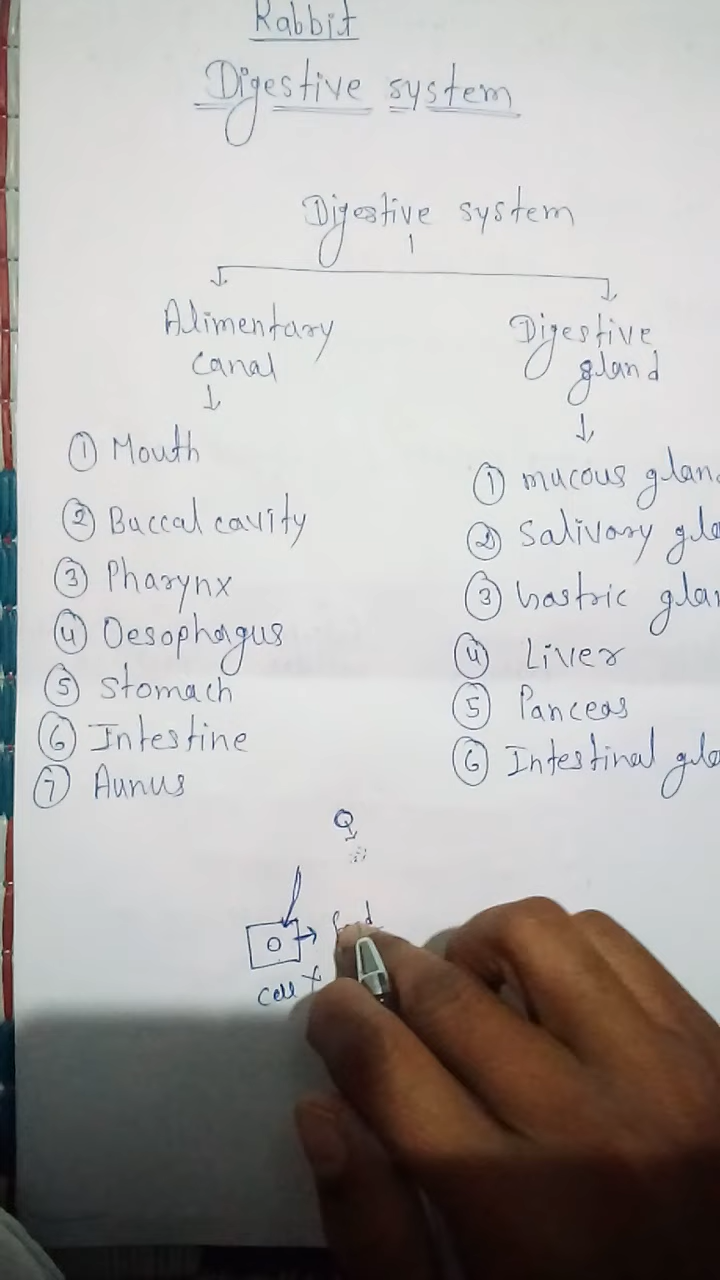 Rabbit
Digestive system
Digestive system
Alimentary
canal
Digestive
gland
① Mouth
② Buccal cavity
③ Pharynx
④ Oesophagus
⑤ Stomach
⑥ Intestine
⑦ Aunus
① mucous glan
② Salivary gla
③ Gastric glan
④ Liver
⑤ Panceas
⑥ Intestinal gla
Cell